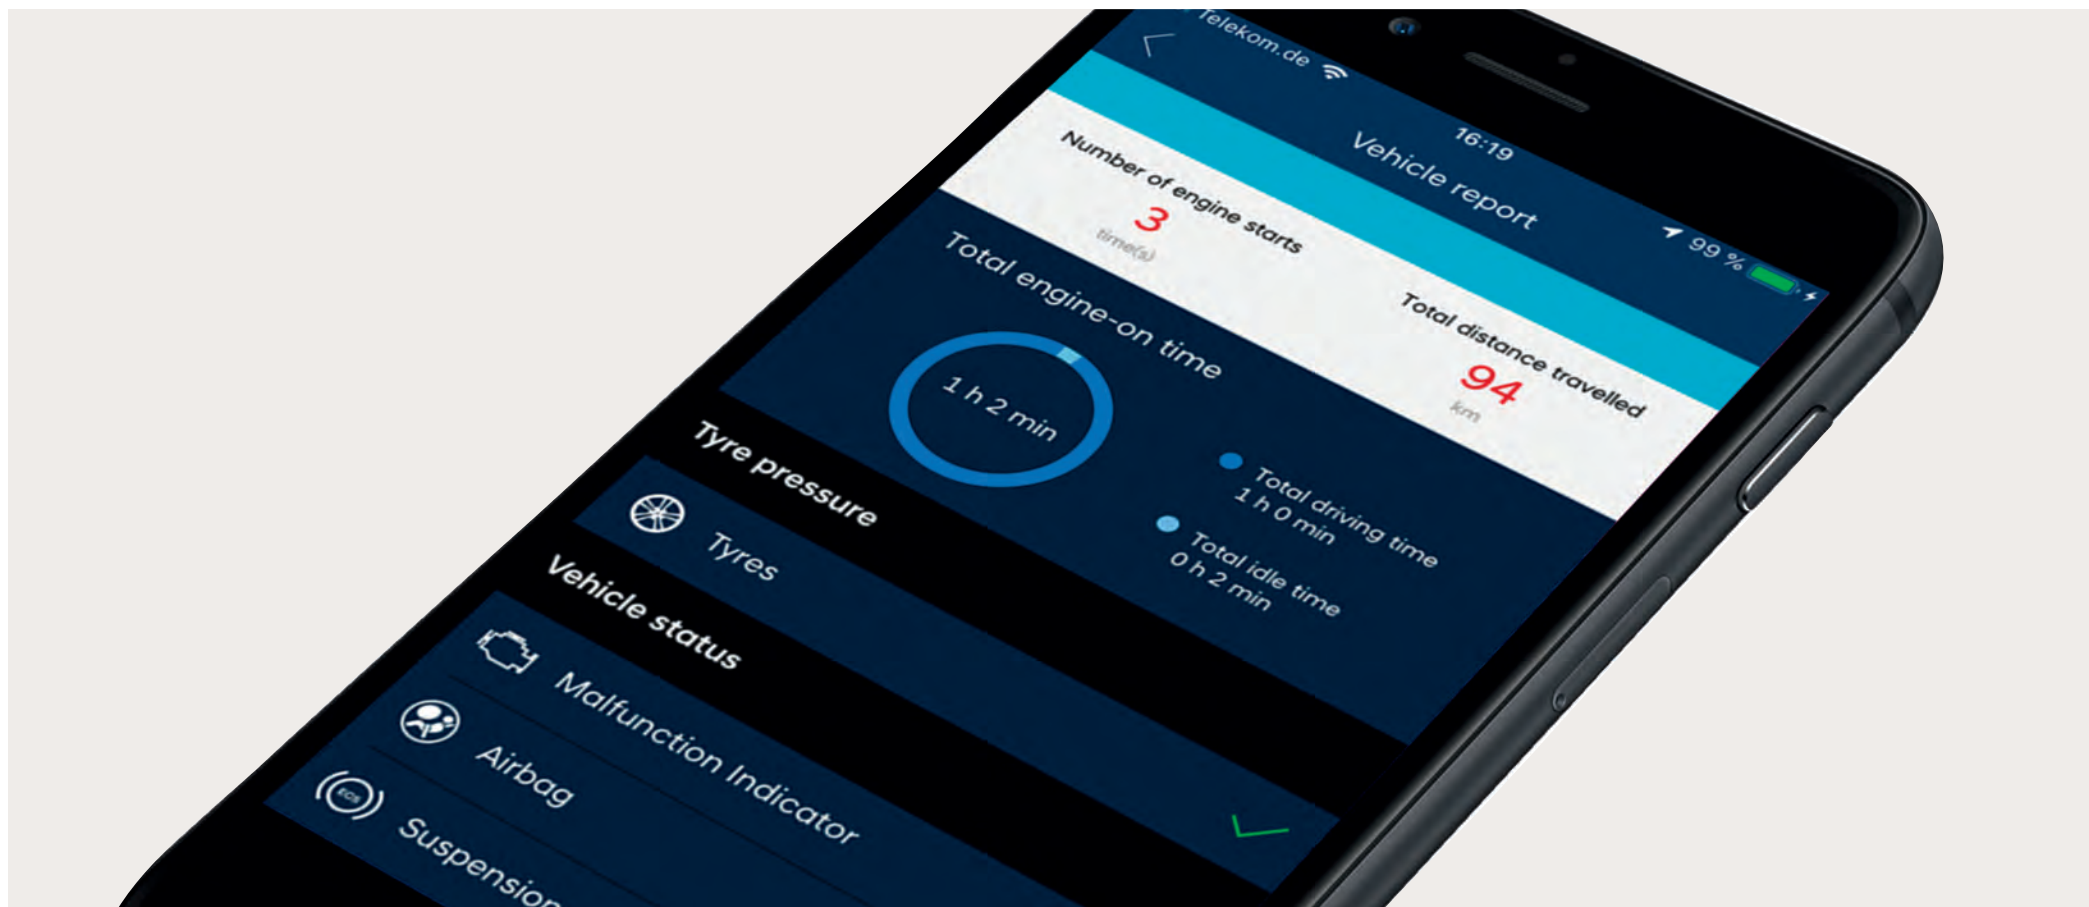 Telekom.de
16:19
99 %
Vehicle report
Number of engine starts
3
time(s)
Total distance travelled
94
km
Total engine-on time
1 h 2 min
Total driving time
1 h 0 min
Total idle time
0 h 2 min
Tyre pressure
Tyres
Vehicle status
Malfunction Indicator
Airbag
Suspension